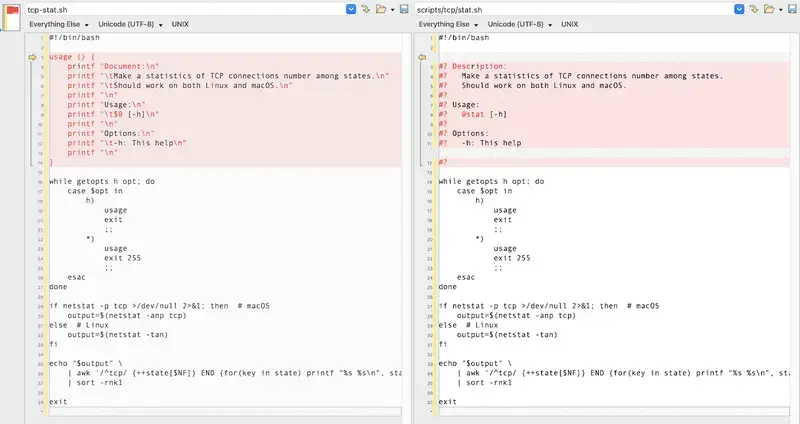 tcp-stat.sh
Everything Else
Unicode (UTF-8)
UNIX
#!/bin/bash
usage () {
printf "Document:\n"
printf "\tMake a statistics of TCP connections number among states.\n"
printf "\tShould work on both Linux and macOS.\n"
printf "\n"
printf "Usage:\n"
printf "\t$0 [-h]\n"
printf "\n"
printf "Options:\n"
printf "\t-h: This help\n"
printf "\n"
}
while getopts h opt; do
case $opt in
h)
usage
exit
;;
*)
usage
exit 255
;;
esac
done
if netstat -p tcp >/dev/null 2>&1; then  # macOS
output=$(netstat -anp tcp)
else  # Linux
output=$(netstat -tan)
fi
echo "$output" \
| awk '/^tcp/ {++state[$NF]} END {for(key in state) printf "%s %s\n", sta
| sort -rnk1
exit
scripts/tcp/stat.sh
Everything Else
Unicode (UTF-8)
UNIX
#!/bin/bash
#? Description:
#?   Make a statistics of TCP connections number among states.
#?   Should work on both Linux and macOS.
#?
#? Usage:
#?   @stat [-h]
#?
#? Options:
#?   -h: This help
#?
while getopts h opt; do
case $opt in
h)
usage
exit
;;
*)
usage
exit 255
;;
esac
done
if netstat -p tcp >/dev/null 2>&1; then  # macOS
output=$(netstat -anp tcp)
else  # Linux
output=$(netstat -tan)
fi
echo "$output" \
| awk '/^tcp/ {++state[$NF]} END {for(key in state) printf "%s %s\n", sta
| sort -rnk1
exit